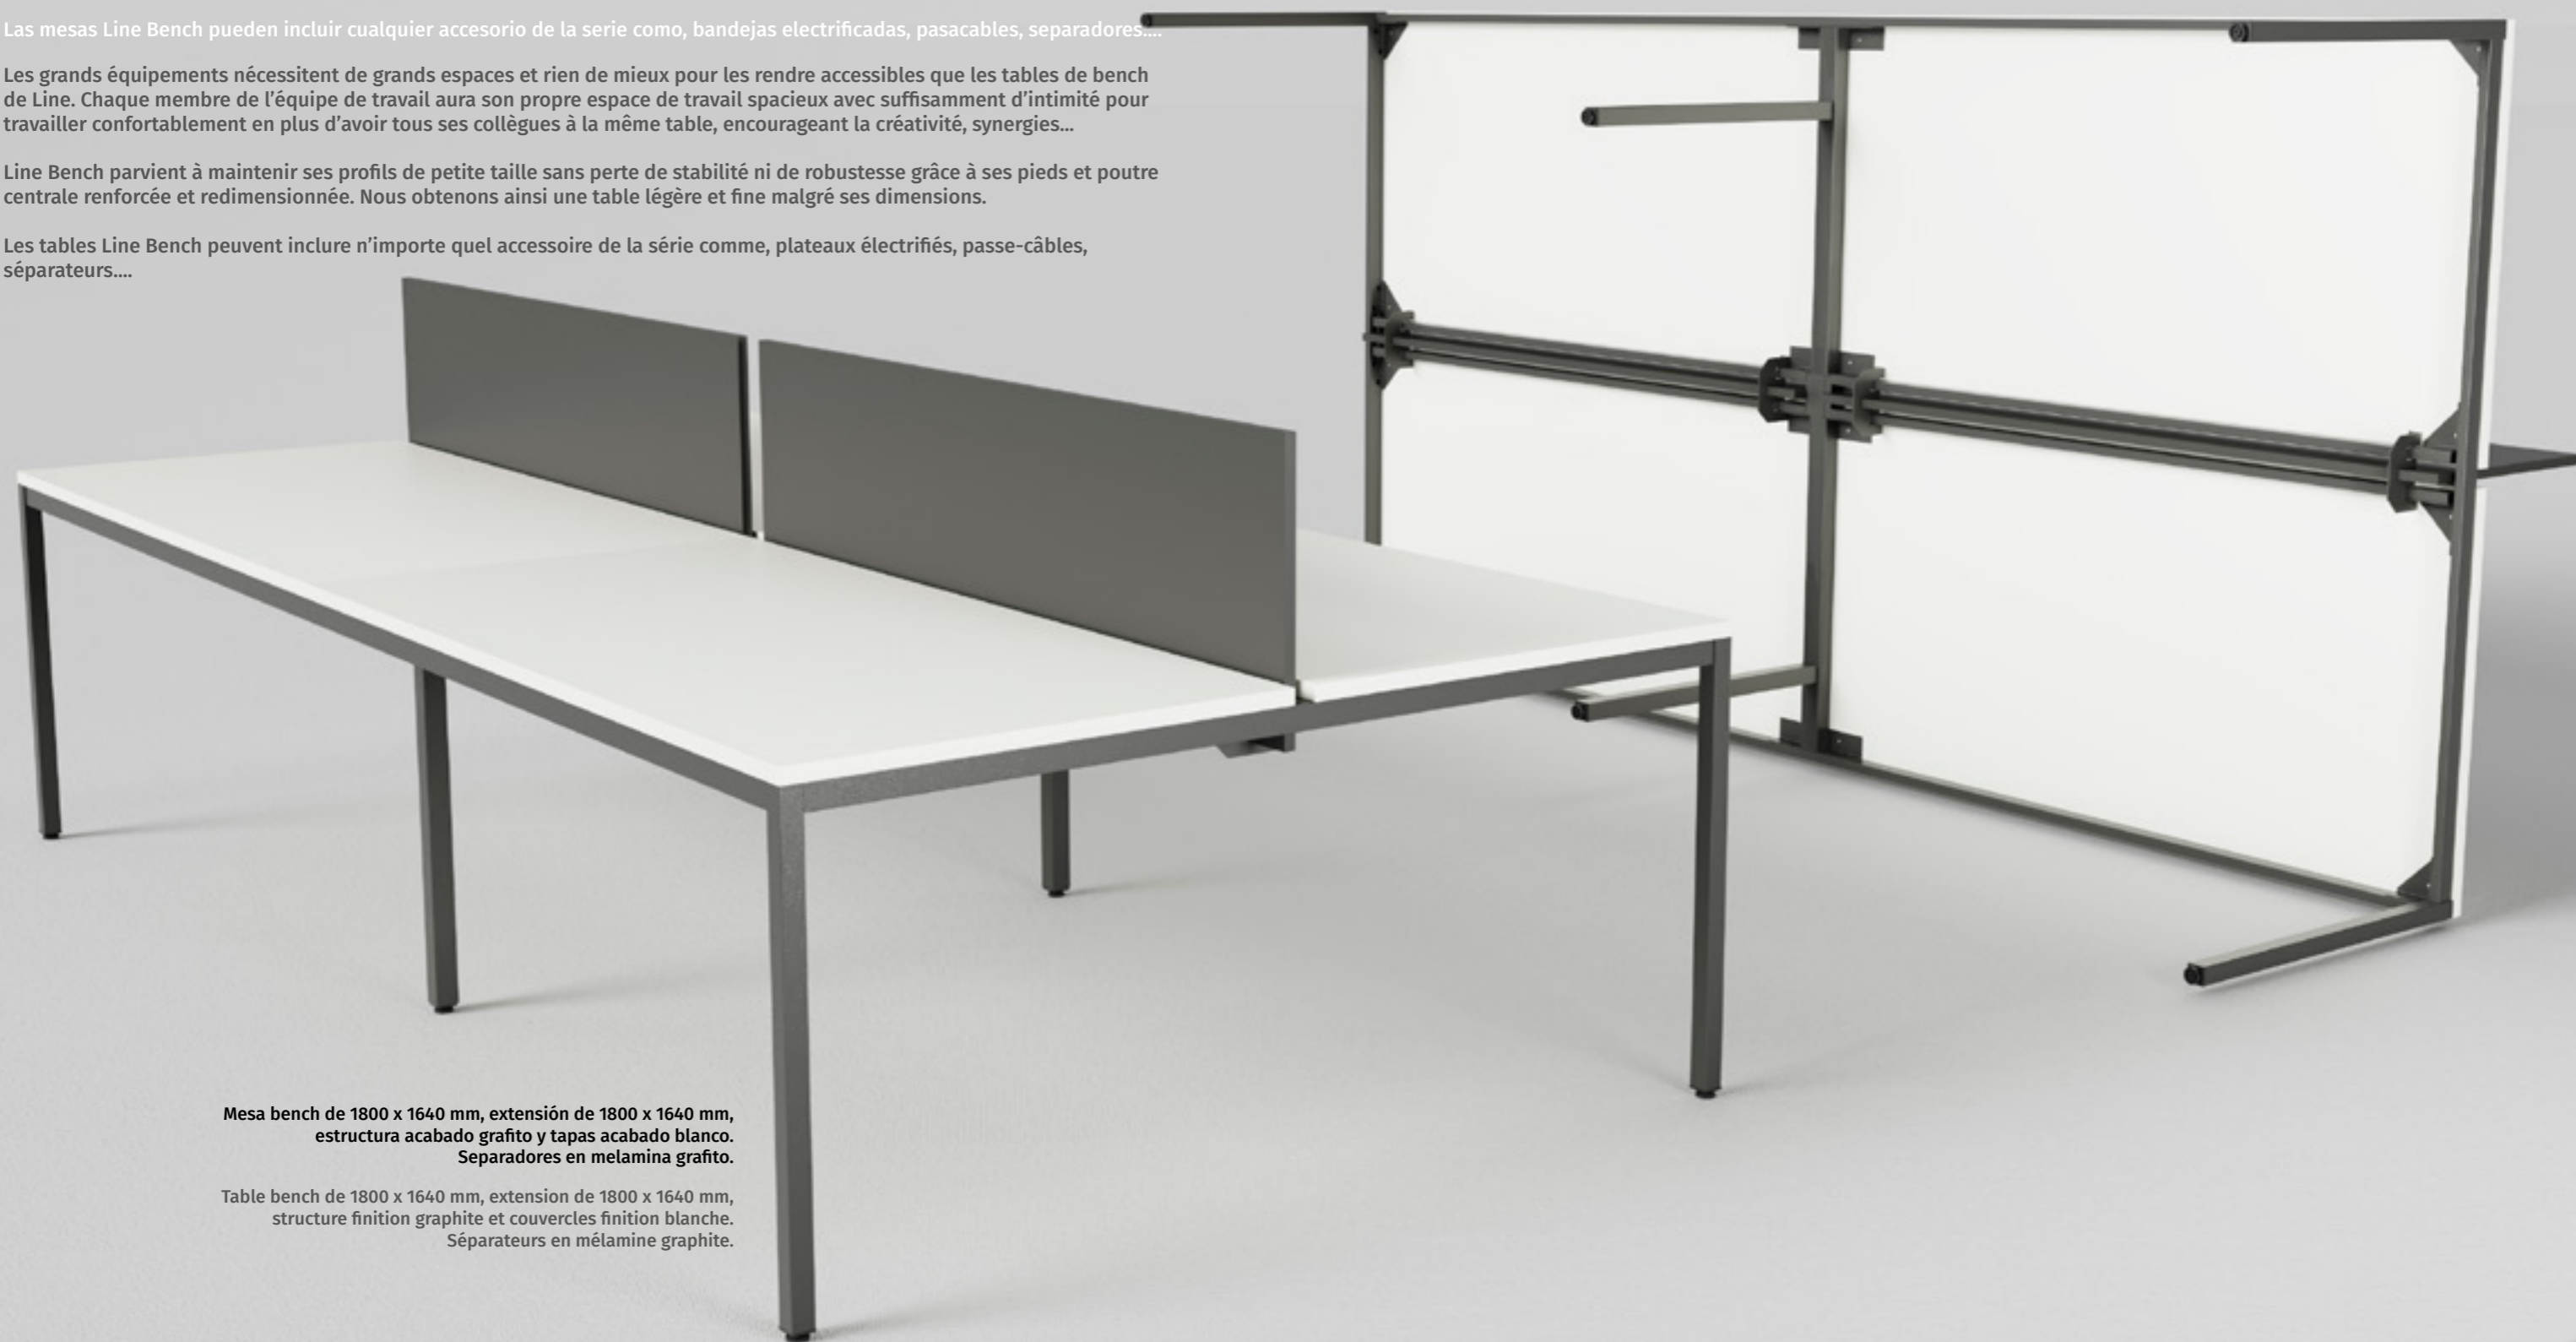 Las mesas Line Bench pueden incluir cualquier accesorio de la serie como, bandejas electrificadas, pasacables, separadores....
Les grands équipements nécessitent de grands espaces et rien de mieux pour les rendre accessibles que les tables de bench
de Line. Chaque membre de l’équipe de travail aura son propre espace de travail spacieux avec suffisamment d’intimité pour
travailler confortablement en plus d’avoir tous ses collègues à la même table, encourageant la créativité, synergies...
Line Bench parvient à maintenir ses profils de petite taille sans perte de stabilité ni de robustesse grâce à ses pieds et poutre
centrale renforcée et redimensionnée. Nous obtenons ainsi une table légère et fine malgré ses dimensions.
Les tables Line Bench peuvent inclure n’importe quel accessoire de la série comme, plateaux électrifiés, passe-câbles,
séparateurs....
Mesa bench de 1800 x 1640 mm, extensión de 1800 x 1640 mm,
estructura acabado grafito y tapas acabado blanco.
Separadores en melamina grafito.
Table bench de 1800 x 1640 mm, extension de 1800 x 1640 mm,
structure finition graphite et couvercles finition blanche.
Séparateurs en mélamine graphite.